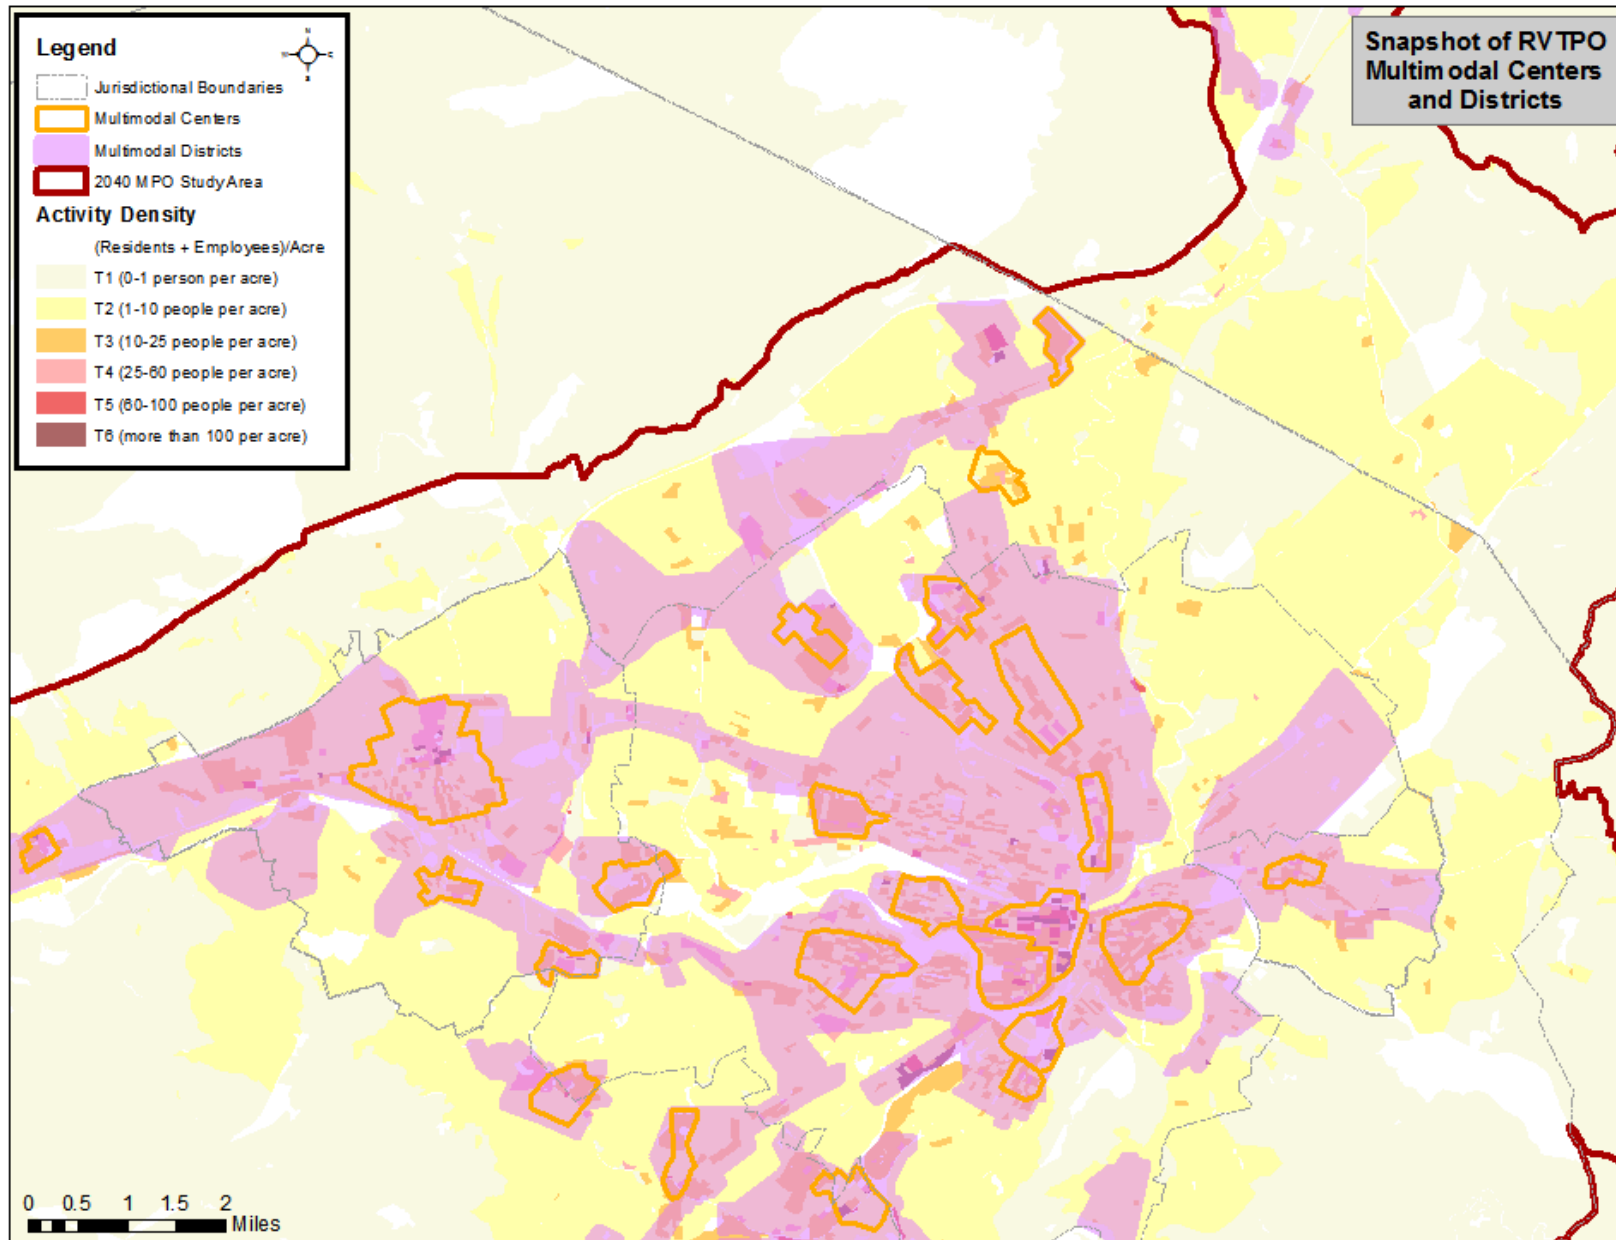 Snapshot of RVTPO
Multimodal Centers
and Districts
Legend
N
Jurisdictional Boundaries
Multimodal Centers
Multimodal Districts
2040 MPO Study Area
Activity Density
(Residents + Employees)/Acre
T1 (0-1 person per acre)
T2 (1-10 people per acre)
T3 (10-25 people per acre)
T4 (25-60 people per acre)
T5 (60-100 people per acre)
T6 (more than 100 per acre)
0 0.5 1 1.5 2
Miles